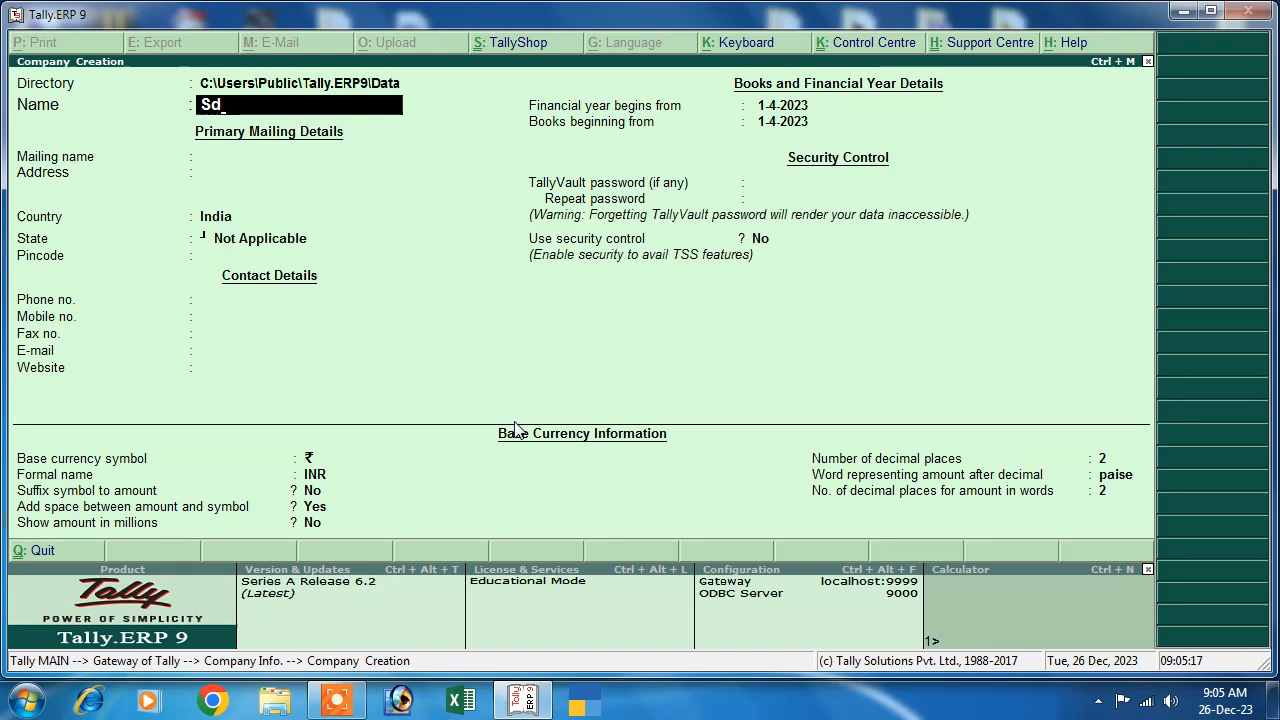 Tally.ERP 9
P: Print E: Export M: E-Mail O: Upload S: TallyShop G: Language K: Keyboard K: Control Centre H: Support Centre H: Help
Company Creation Ctrl + M
Directory : C:\Users\Public\Tally.ERP9\Data
Name : Sd_
Primary Mailing Details
Mailing name :
Address :
Country : India
State : ┘ Not Applicable
Pincode :
Contact Details
Phone no. :
Mobile no. :
Fax no. :
E-mail :
Website :
Books and Financial Year Details
Financial year begins from : 1-4-2023
Books beginning from : 1-4-2023
Security Control
TallyVault password (if any) :
Repeat password :
(Warning: Forgetting TallyVault password will render your data inaccessible.)
Use security control ? No
(Enable security to avail TSS features)
Base Currency Information
Base currency symbol : ₹
Formal name : INR
Suffix symbol to amount ? No
Add space between amount and symbol ? Yes
Show amount in millions ? No
Number of decimal places : 2
Word representing amount after decimal : paise
No. of decimal places for amount in words : 2
Q: Quit
Product
Tally
POWER OF SIMPLICITY
Tally.ERP 9
Version & Updates Ctrl + Alt + T
Series A Release 6.2
(Latest)
License & Services Ctrl + Alt + L
Educational Mode
Configuration Ctrl + Alt + F
Gateway localhost:9999
ODBC Server 9000
Calculator Ctrl + N
1>
Tally MAIN --> Gateway of Tally --> Company Info. --> Company Creation (c) Tally Solutions Pvt. Ltd., 1988-2017 Tue, 26 Dec, 2023 09:05:17
Tally
ERP 9
9:05 AM
26-Dec-23